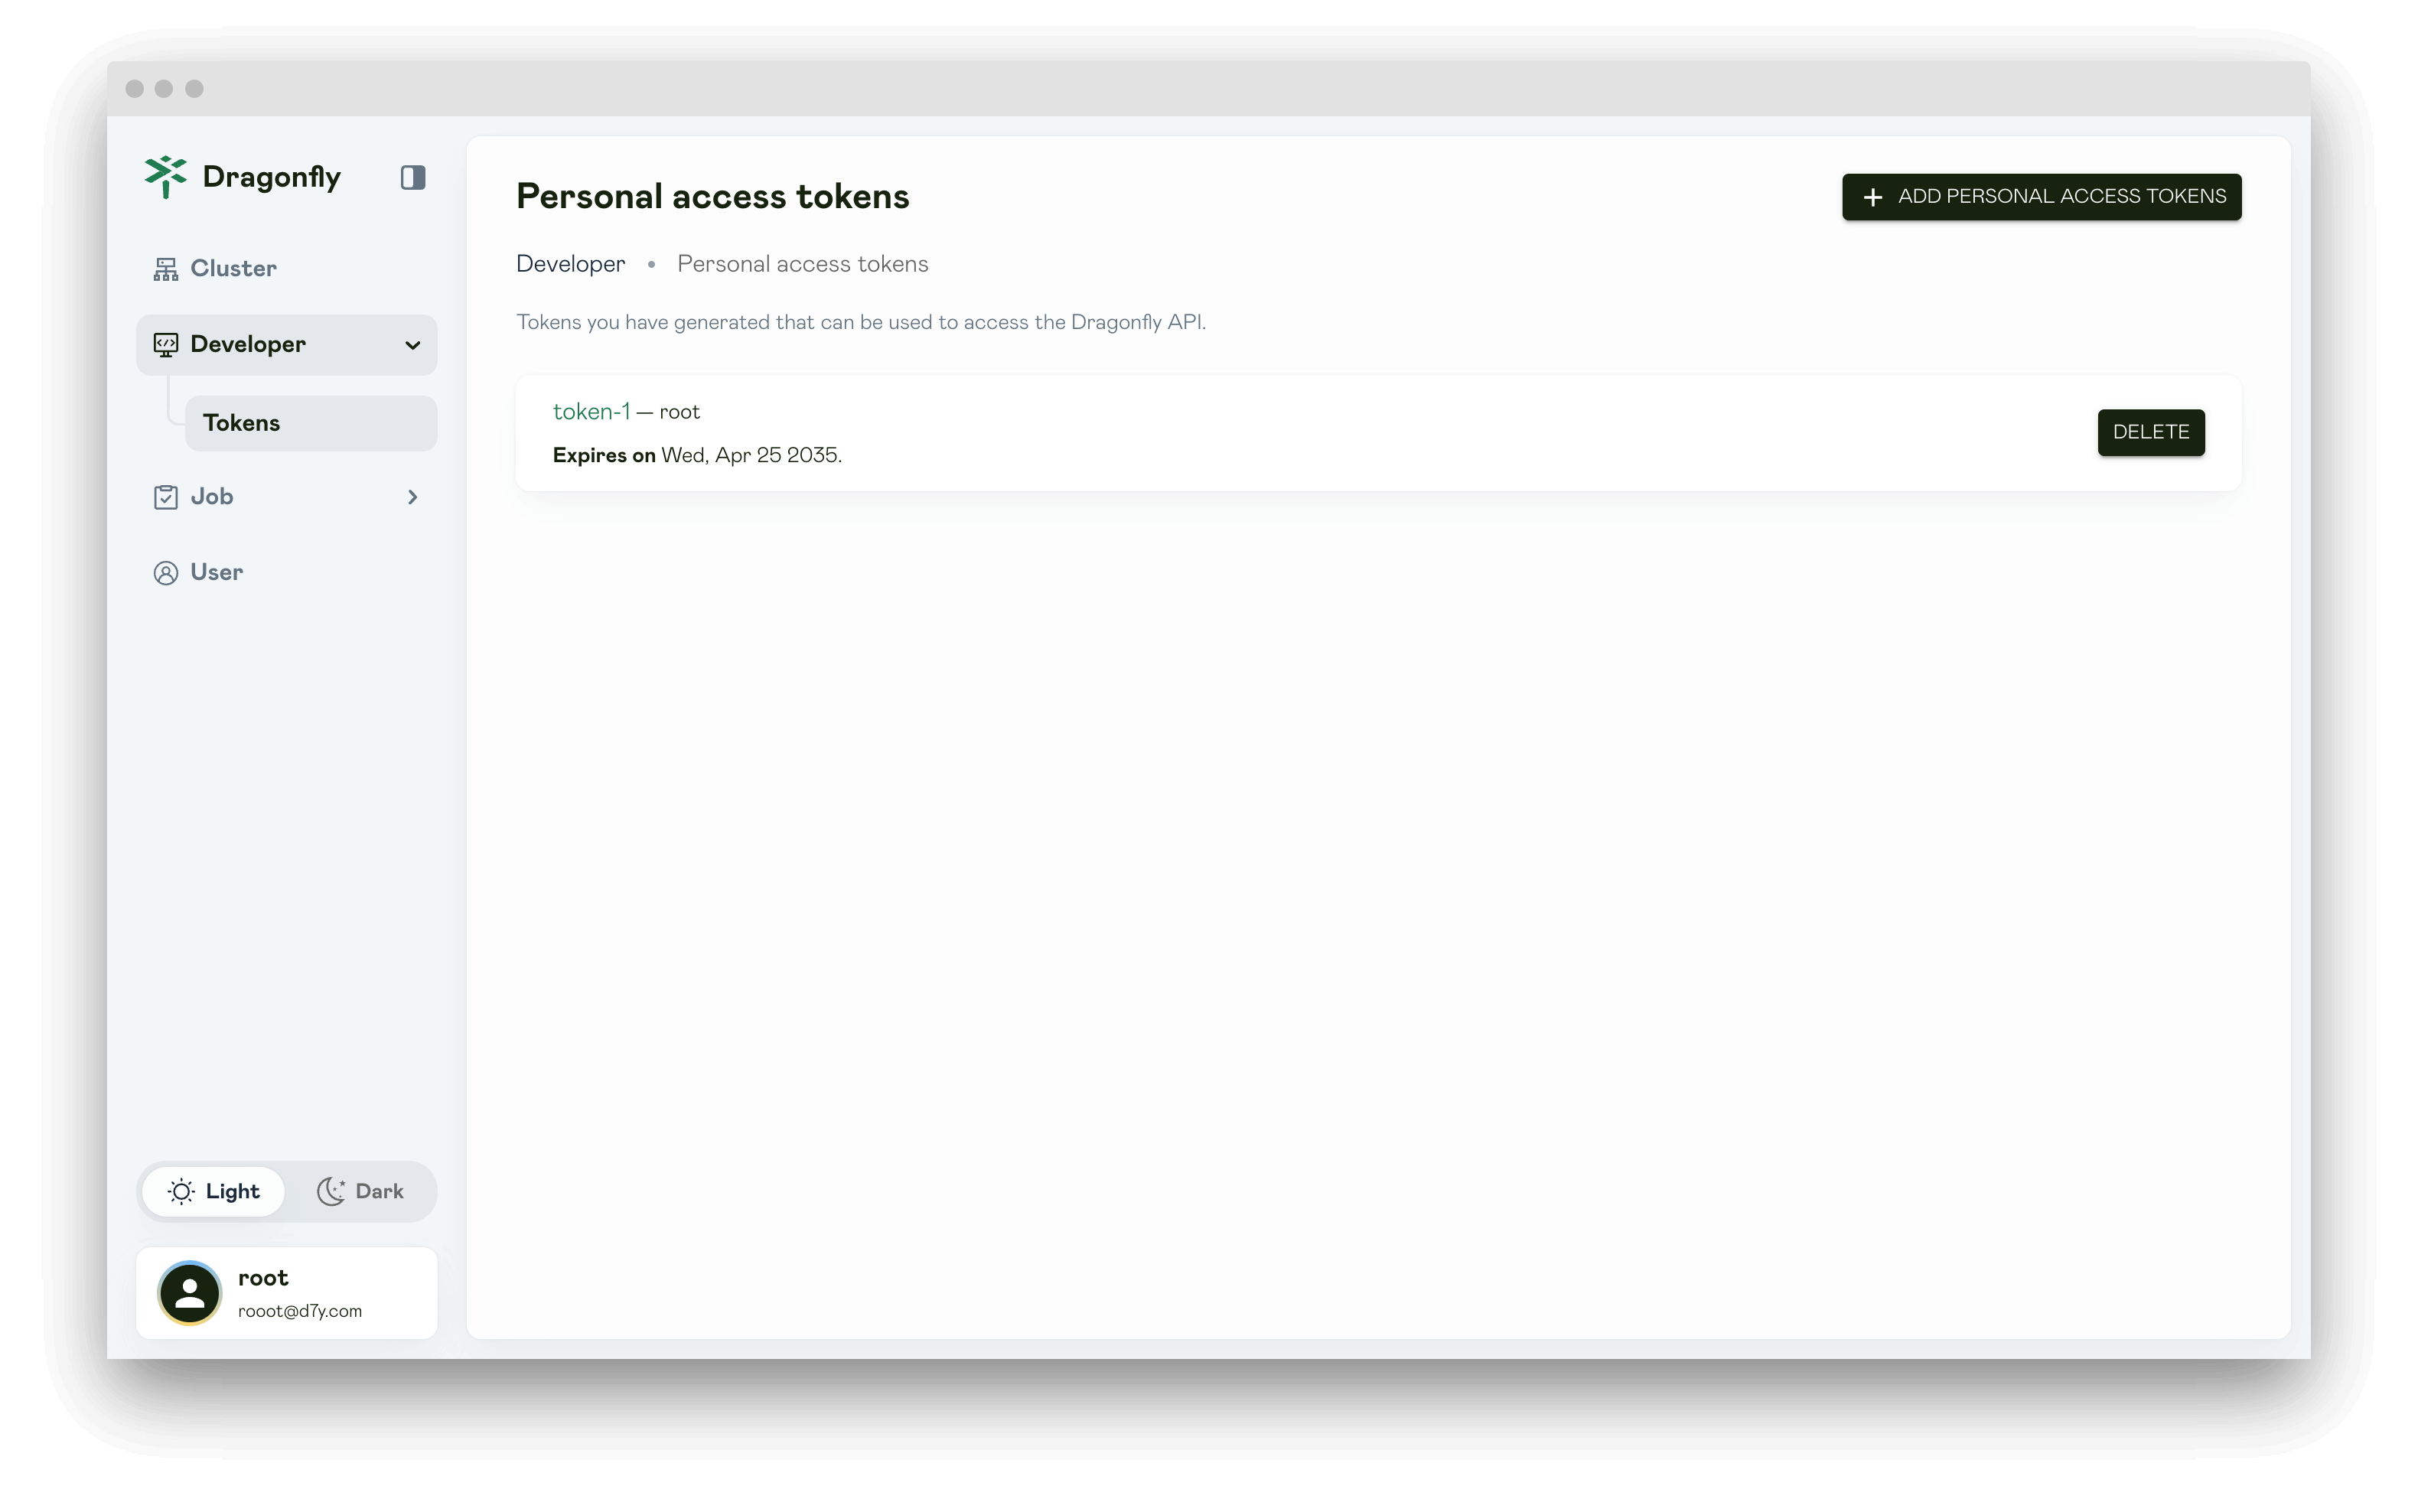 Dragonfly
Cluster
Developer
Tokens
Job
User
Light
Dark
root
rooot@d7y.com
Personal access tokens
ADD PERSONAL ACCESS TOKENS
Developer • Personal access tokens
Tokens you have generated that can be used to access the Dragonfly API.
token-1 — root
Expires on Wed, Apr 25 2035.
DELETE